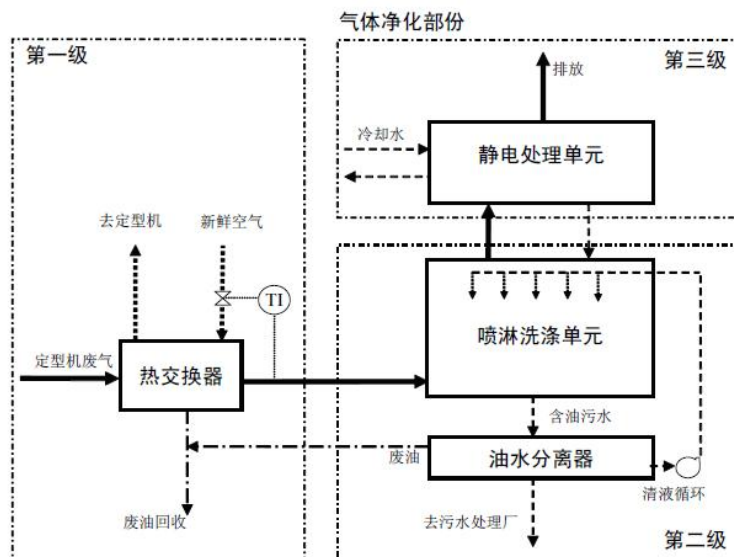 气体净化部份
第一级
第三级
排放
冷却水
静电处理单元
去定型机
新鲜空气
TI
喷淋洗涤单元
定型机废气
热交换器
含油污水
废油
油水分离器
清液循环
废油回收
去污水处理厂
第二级